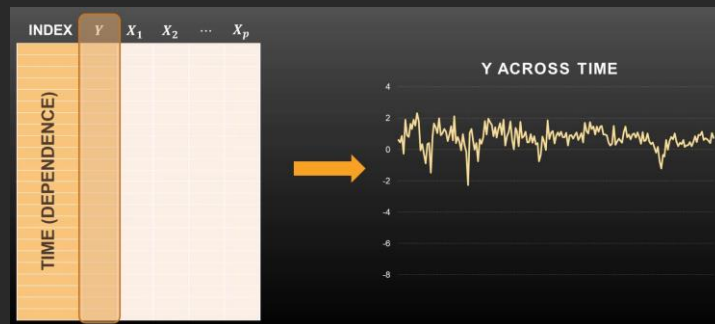 INDEX Y X₁ X₂ ⋯ Xₚ
TIME (DEPENDENCE)
Y ACROSS TIME
4
2
0
-2
-4
-6
-8